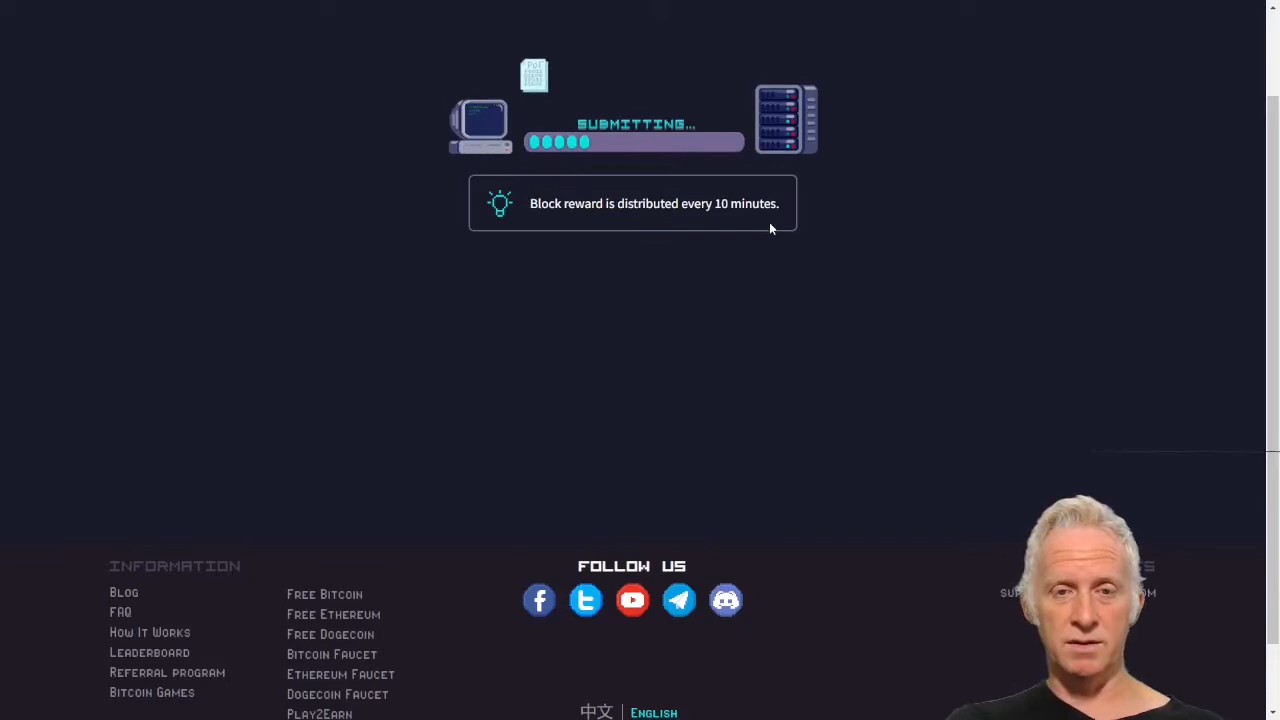 SUBMITTING...
Block reward is distributed every 10 minutes.
INFORMATION
Blog
FAQ
How It Works
Leaderboard
Referral program
Bitcoin Games
Free Bitcoin
Free Ethereum
Free Dogecoin
Bitcoin Faucet
Ethereum Faucet
Dogecoin Faucet
Play2Earn
FOLLOW US
中文 | English